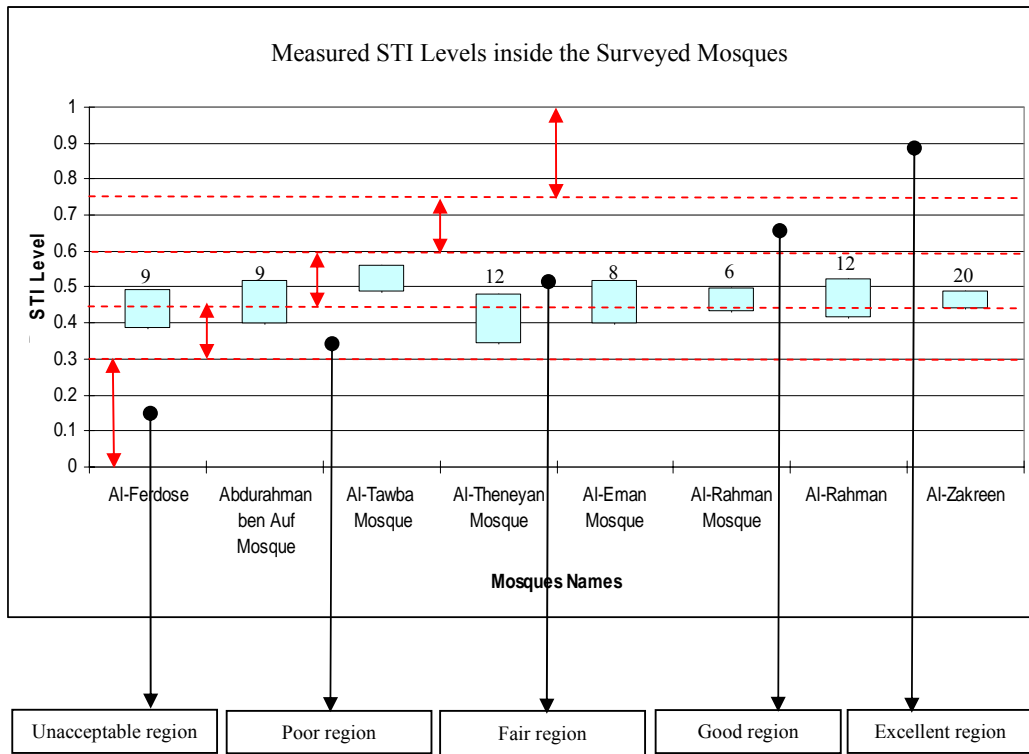 Measured STI Levels inside the Surveyed Mosques
STI Level
1
0.9
0.8
0.7
0.6
0.5
0.4
0.3
0.2
0.1
0
9
9
12
8
6
12
20
Al-Ferdose
Abdurahman
ben Auf
Mosque
Al-Tawba
Mosque
Al-Theneyan
Mosque
Al-Eman
Mosque
Al-Rahman
Mosque
Al-Rahman
Al-Zakreen
Mosques Names
Unacceptable region
Poor region
Fair region
Good region
Excellent region